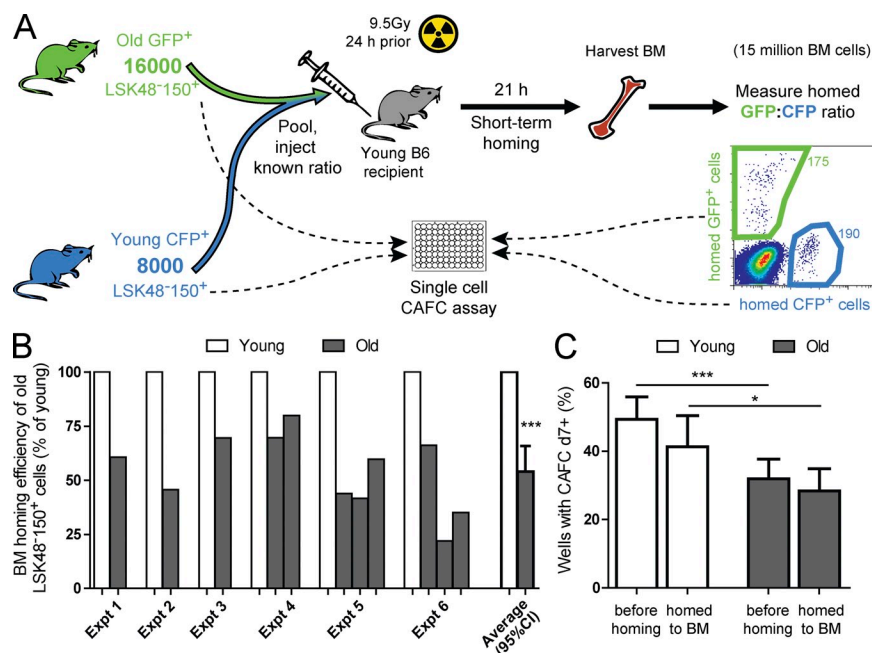 A
Old GFP⁺
16000
LSK48⁻150⁺
9.5Gy
24 h prior
Pool,
inject
known ratio
Young B6
recipient
21 h
Short-term
homing
Harvest BM
(15 million BM cells)
Measure homed
GFP:CFP
ratio
175
190
homed GFP⁺ cells
homed CFP⁺ cells
Young CFP⁺
8000
LSK48⁻150⁺
Single cell
CAFC assay
B
Young
Old
BM homing efficiency of old
LSK48⁻150⁺ cells (% of young)
100
75
50
25
0
***
Expt 1
Expt 2
Expt 3
Expt 4
Expt 5
Expt 6
Average
(95%CI)
C
Young
Old
Wells with CAFC d7+ (%)
60
40
20
0
***
*
before
homing
homed
to BM
before
homing
homed
to BM